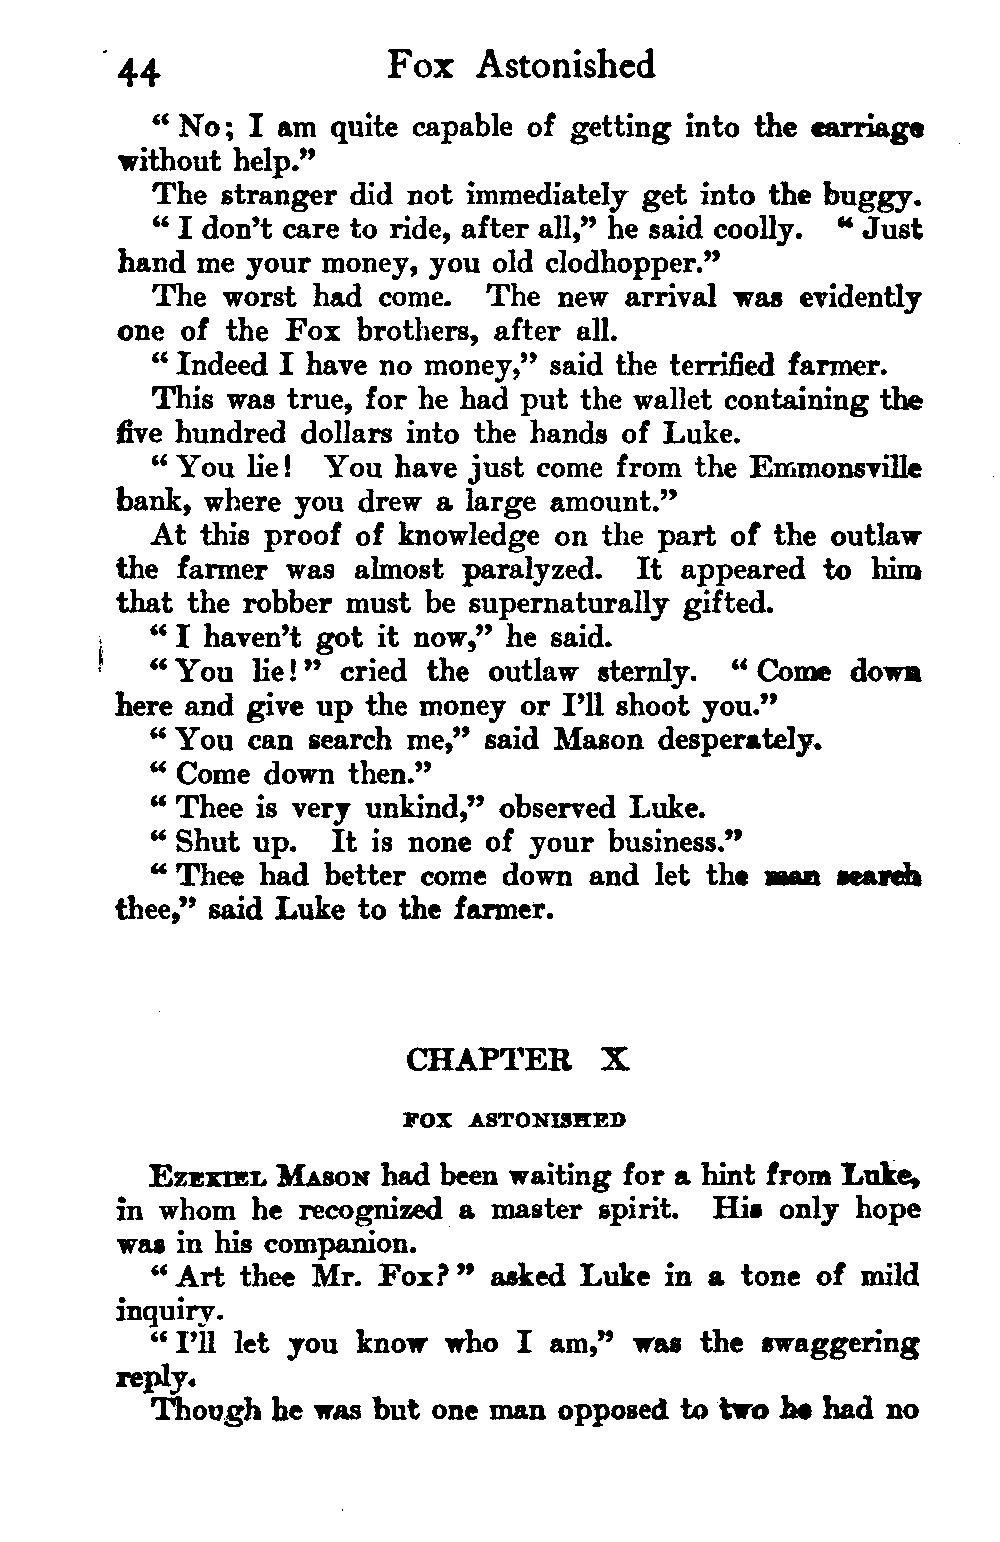 44 Fox Astonished
“ No; I am quite capable of getting into the carriage
without help.”
The stranger did not immediately get into the buggy.
“ I don’t care to ride, after all,” he said coolly. “ Just
hand me your money, you old clodhopper.”
The worst had come. The new arrival was evidently
one of the Fox brothers, after all.
“ Indeed I have no money,” said the terrified farmer.
This was true, for he had put the wallet containing the
five hundred dollars into the hands of Luke.
“ You lie! You have just come from the Emmonsville
bank, where you drew a large amount.”
At this proof of knowledge on the part of the outlaw
the farmer was almost paralyzed. It appeared to him
that the robber must be supernaturally gifted.
“ I haven’t got it now,” he said.
“ You lie! ” cried the outlaw sternly. “ Come down
here and give up the money or I’ll shoot you.”
“ You can search me,” said Mason desperately.
“ Come down then.”
“ Thee is very unkind,” observed Luke.
“ Shut up. It is none of your business.”
“ Thee had better come down and let the man search
thee,” said Luke to the farmer.
CHAPTER X
FOX ASTONISHED
EZEKIEL MASON had been waiting for a hint from Luke,
in whom he recognized a master spirit. His only hope
was in his companion.
“ Art thee Mr. Fox? ” asked Luke in a tone of mild
inquiry.
“ I’ll let you know who I am,” was the swaggering
reply.
Though he was but one man opposed to two he had no